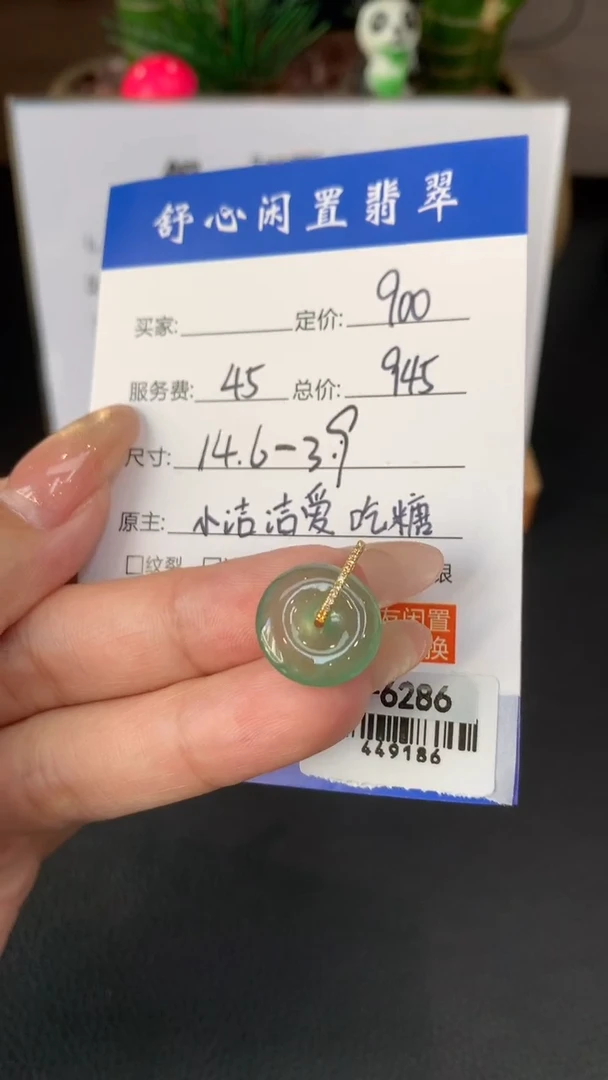 舒心闲置翡翠
买家: 定价: 900
服务费: 45 总价: 945
尺寸: 14.6-3.9
原主: 小洁洁爱吃糖
□纹裂
闲置
换
-6286
449186